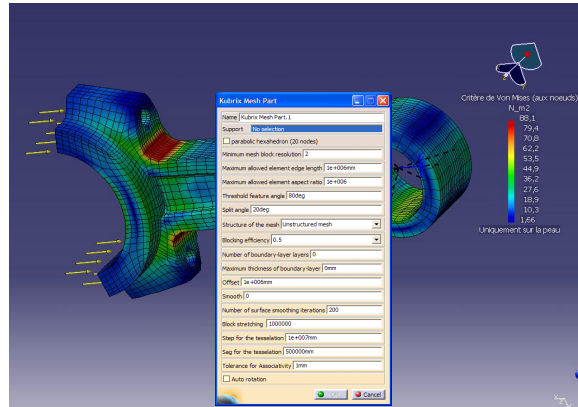 Kubrix Mesh Part
Name Kubrix Mesh Part.1
Support No selection
parabolic hexahedron (20 nodes)
Minimum mesh block resolution 2
Maximum allowed element edge length 1e+006mm
Maximum allowed element aspect ratio 1e+006
Threshold feature angle 80deg
Split angle 20deg
Structure of the mesh Unstructured mesh
Blocking efficiency 0.5
Number of boundary-layer layers 0
Maximum thickness of boundary-layer 0mm
Offset 1e+006mm
Smooth 0
Number of surface smoothing iterations 200
Block stretching 1000000
Step for the tesselation 1e+007mm
Sag for the tesselation 500000mm
Tolerance for Associativity 1mm
Auto rotation
Cancel
Critère de Von Mises (aux noeuds)
N_m2
88,1
79,4
70,8
62,2
53,5
44,9
36,2
27,6
18,9
10,3
1,66
Uniquement sur la peau